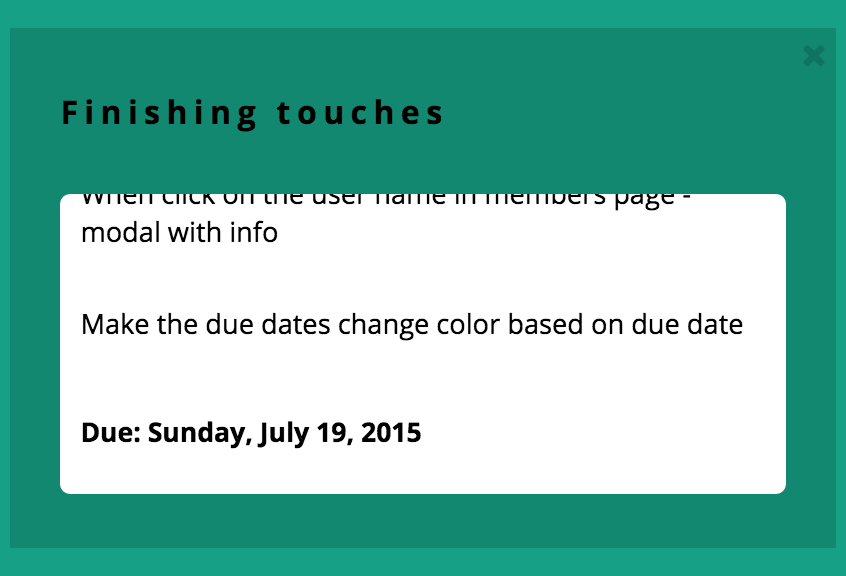 Finishing touches
When click on the user name in members page -
modal with info
Make the due dates change color based on due date
Due: Sunday, July 19, 2015